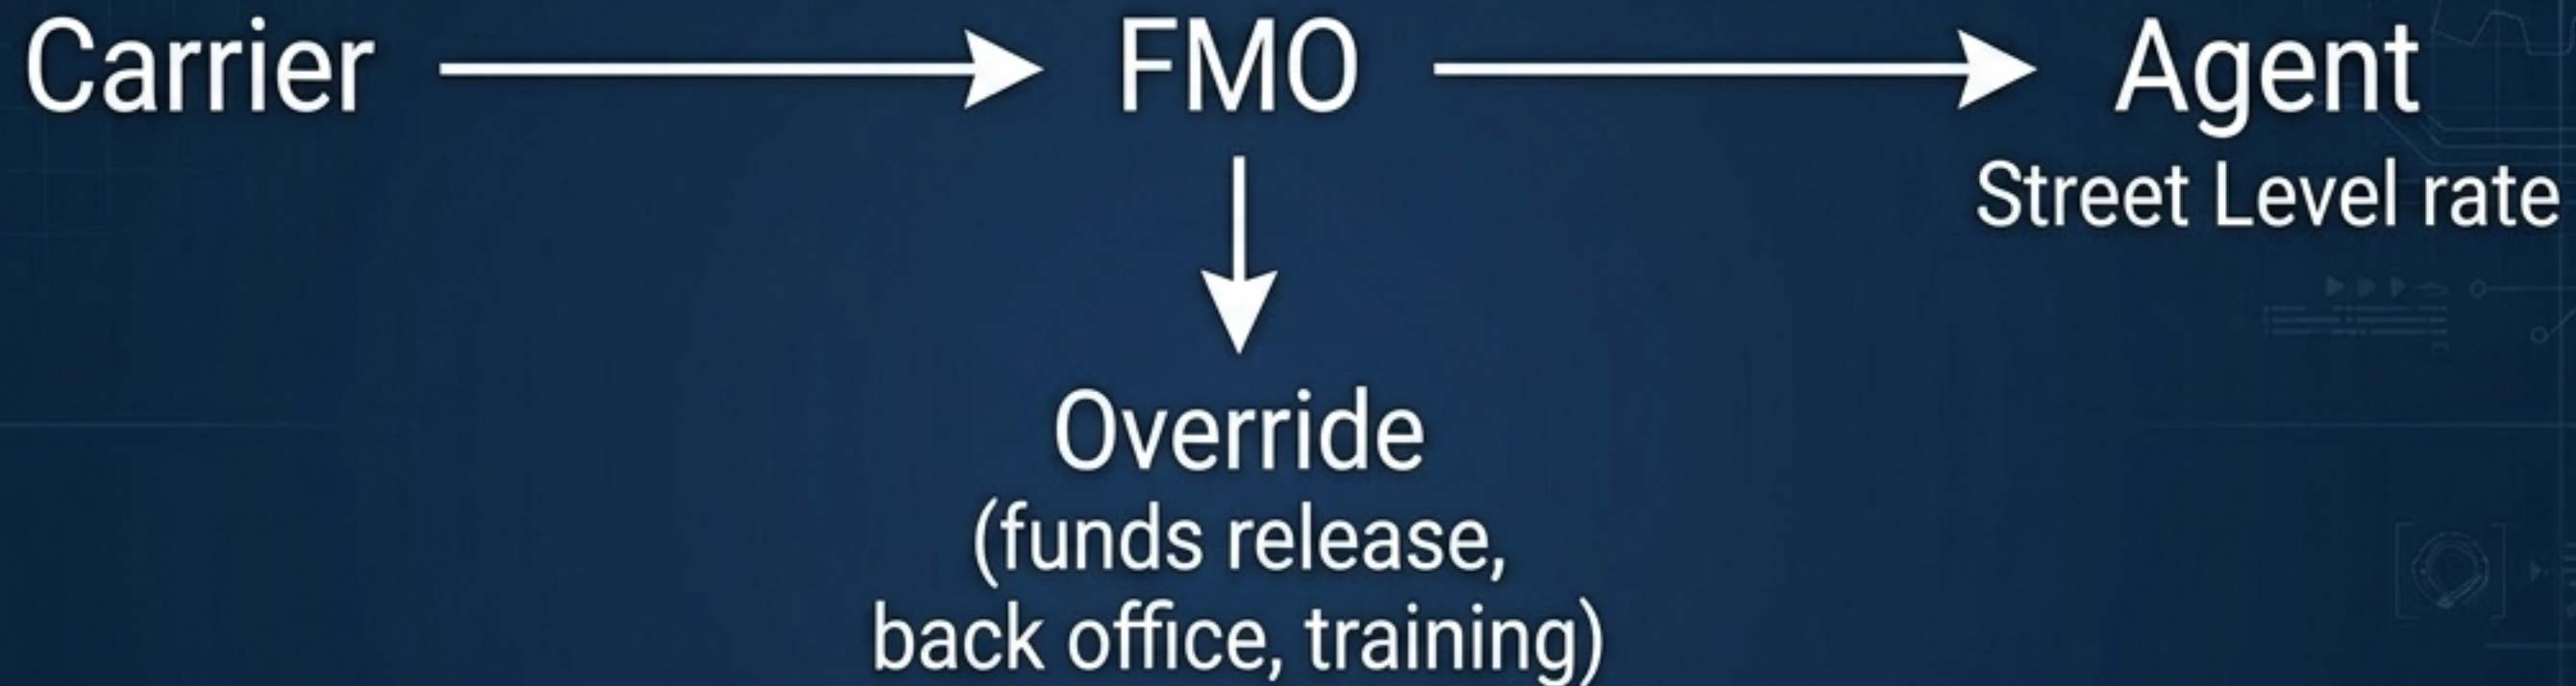 Carrier FMO Agent
Street Level rate
Override
(funds release,
back office, training)